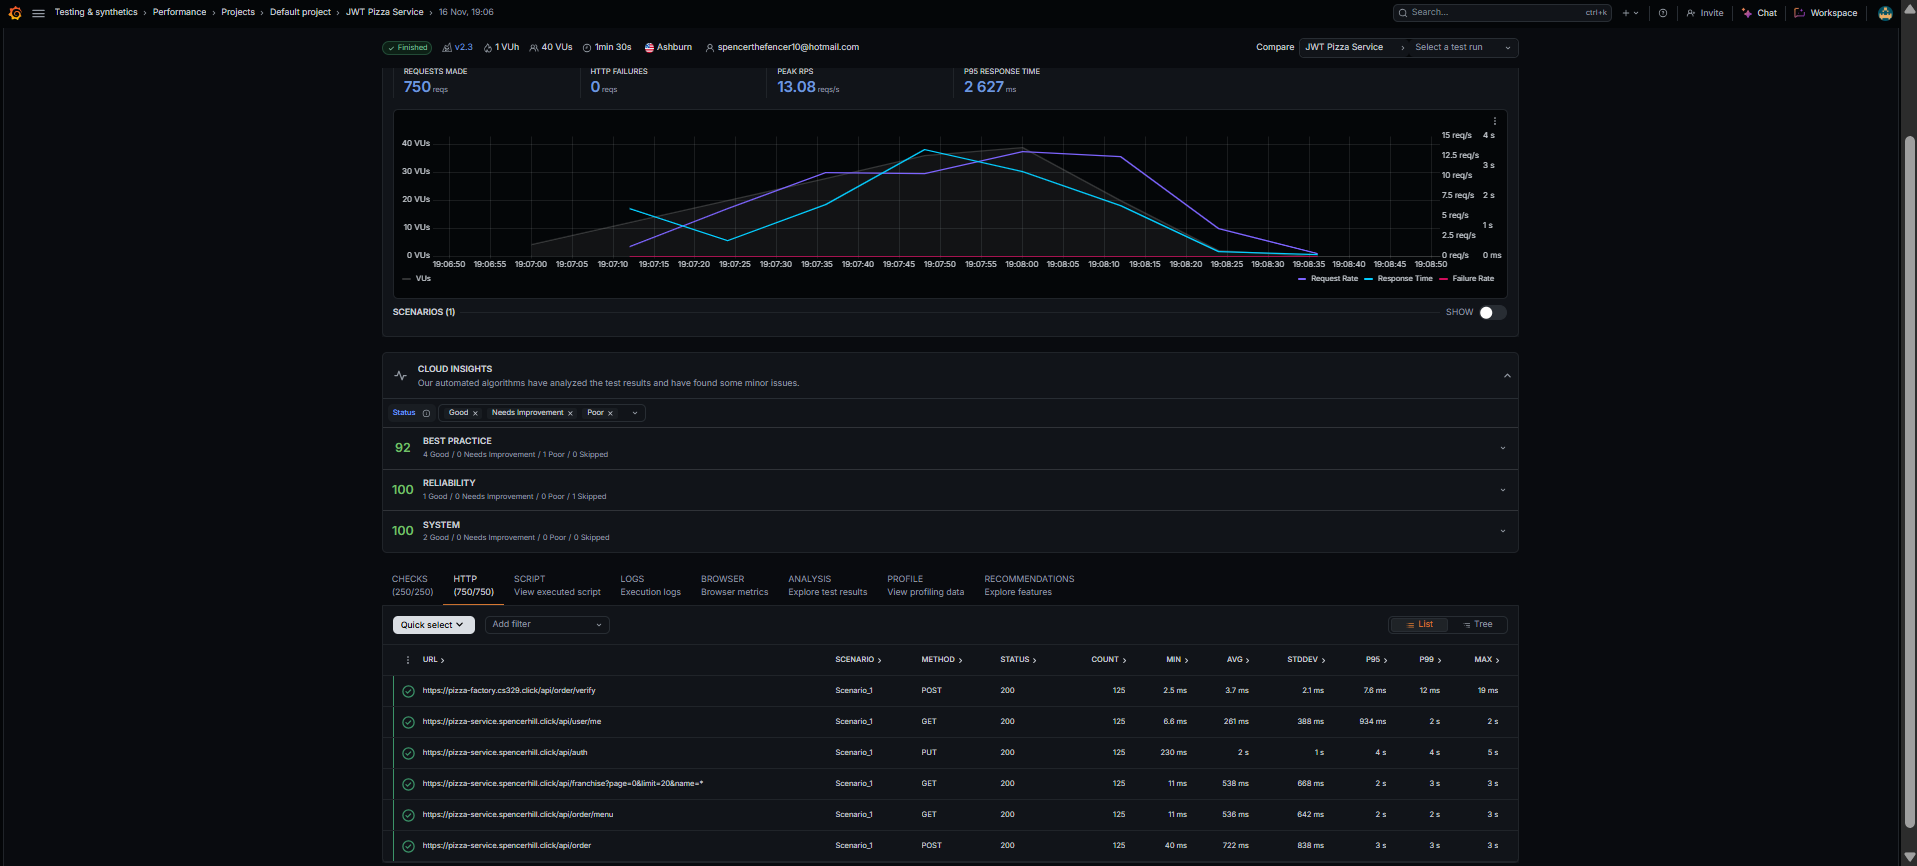 Testing & synthetics › Performance › Projects › Default project › JWT Pizza Service › 16 Nov, 19:06
Search... ctrl+k
Invite
Chat
Workspace
Finished v2.3 1 VUh 40 VUs 1min 30s Ashburn spencerthefencer10@hotmail.com
Compare JWT Pizza Service › Select a test run
REQUESTS MADE HTTP FAILURES PEAK RPS P95 RESPONSE TIME
750 reqs 0 reqs 13.08 reqs/s 2 627 ms
15 req/s 4 s
40 VUs
12.5 req/s
3 s
30 VUs
10 req/s
7.5 req/s 2 s
20 VUs
5 req/s
1 s
10 VUs
2.5 req/s
0 VUs
0 req/s 0 ms
19:06:50 19:06:55 19:07:00 19:07:05 19:07:10 19:07:15 19:07:20 19:07:25 19:07:30 19:07:35 19:07:40 19:07:45 19:07:50 19:07:55 19:08:00 19:08:05 19:08:10 19:08:15 19:08:20 19:08:25 19:08:30 19:08:35 19:08:40 19:08:45 19:08:50
VUs
Request Rate Response Time Failure Rate
SCENARIOS (1)
SHOW
CLOUD INSIGHTS
Our automated algorithms have analyzed the test results and have found some minor issues.
Status Good × Needs Improvement × Poor ×
92 BEST PRACTICE
4 Good / 0 Needs Improvement / 1 Poor / 0 Skipped
100 RELIABILITY
1 Good / 0 Needs Improvement / 0 Poor / 1 Skipped
100 SYSTEM
2 Good / 0 Needs Improvement / 0 Poor / 0 Skipped
CHECKS HTTP SCRIPT LOGS BROWSER ANALYSIS PROFILE RECOMMENDATIONS
(250/250) (750/750) View executed script Execution logs Browser metrics Explore test results View profiling data Explore features
Quick select Add filter List Tree
URL SCENARIO METHOD STATUS COUNT MIN AVG STDDEV P95 P99 MAX
https://pizza-factory.cs329.click/api/order/verify Scenario_1 POST 200 125 2.5 ms 3.7 ms 2.1 ms 7.6 ms 12 ms 19 ms
https://pizza-service.spencerhill.click/api/user/me Scenario_1 GET 200 125 6.6 ms 261 ms 388 ms 934 ms 2 s 2 s
https://pizza-service.spencerhill.click/api/auth Scenario_1 PUT 200 125 230 ms 2 s 1 s 4 s 4 s 5 s
https://pizza-service.spencerhill.click/api/franchise?page=0&limit=20&name=* Scenario_1 GET 200 125 11 ms 538 ms 668 ms 2 s 3 s 3 s
https://pizza-service.spencerhill.click/api/order/menu Scenario_1 GET 200 125 11 ms 536 ms 642 ms 2 s 2 s 3 s
https://pizza-service.spencerhill.click/api/order Scenario_1 POST 200 125 40 ms 722 ms 838 ms 3 s 3 s 3 s